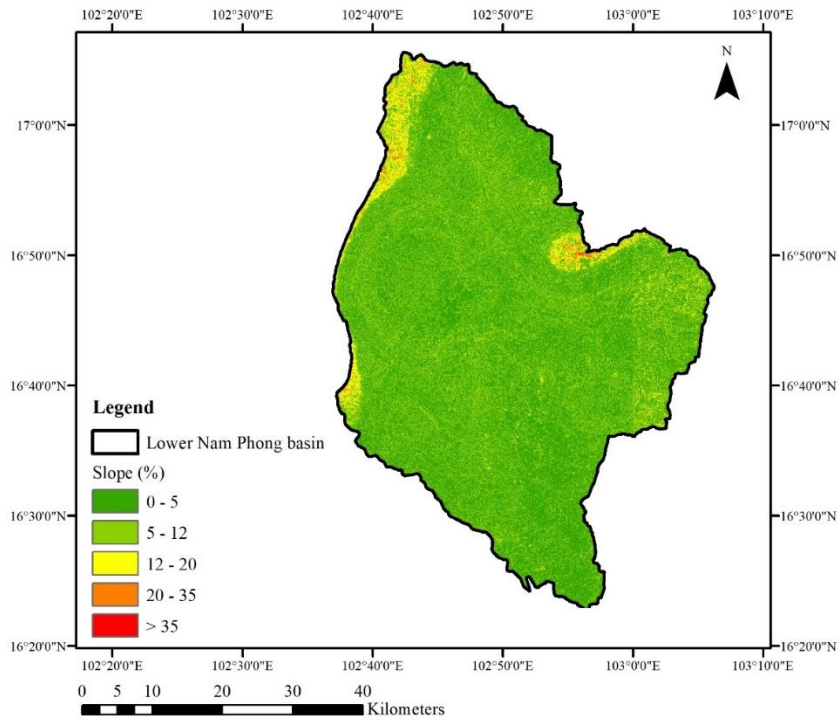 102°20'0"E 102°30'0"E 102°40'0"E 102°50'0"E 103°0'0"E 103°10'0"E
N
17°0'0"N 17°0'0"N
16°50'0"N 16°50'0"N
16°40'0"N 16°40'0"N
Legend
Lower Nam Phong basin
Slope (%)
0 - 5
16°30'0"N 16°30'0"N
5 - 12
12 - 20
20 - 35
> 35
16°20'0"N 16°20'0"N
102°20'0"E 102°30'0"E 102°40'0"E 102°50'0"E 103°0'0"E 103°10'0"E
0 5 10 20 30 40
Kilometers